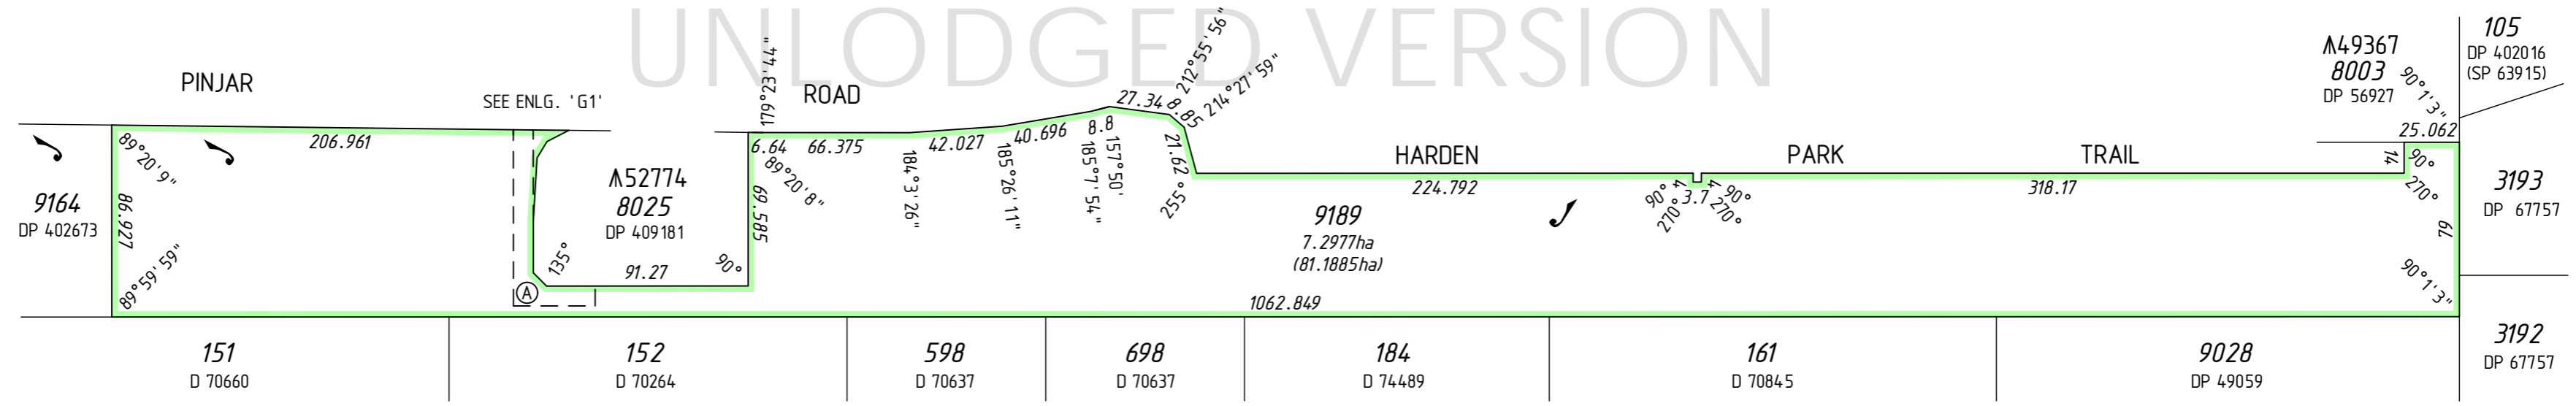 UNLODGED VERSION
PINJAR
SEE ENLG. 'G1'
ROAD
HARDEN
PARK
TRAIL
Ʌ49367
8003
DP 56927
105
DP 402016
(SP 63915)
90°1'3"
25.062
179°23'44"
27.34
8.85
212°55'56"
214°27'59"
206.961
89°20'9"
86.927
89°59'59"
9164
DP 402673
Ʌ52774
8025
DP 409181
135°
91.27
90°
69.585
6.64
66.375
89°20'8"
42.027
184°3'26"
40.696
185°26'11"
8.8
185°7'54"
157°50'
21.62
255°
224.792
9189
7.2977ha
(81.1885ha)
90°
1
1
90°
270°
3.7
270°
318.17
14
90°
270°
79
90°1'3"
3193
DP 67757
A
1062.849
151
D 70660
152
D 70264
598
D 70637
698
D 70637
184
D 74489
161
D 70845
9028
DP 49059
3192
DP 67757